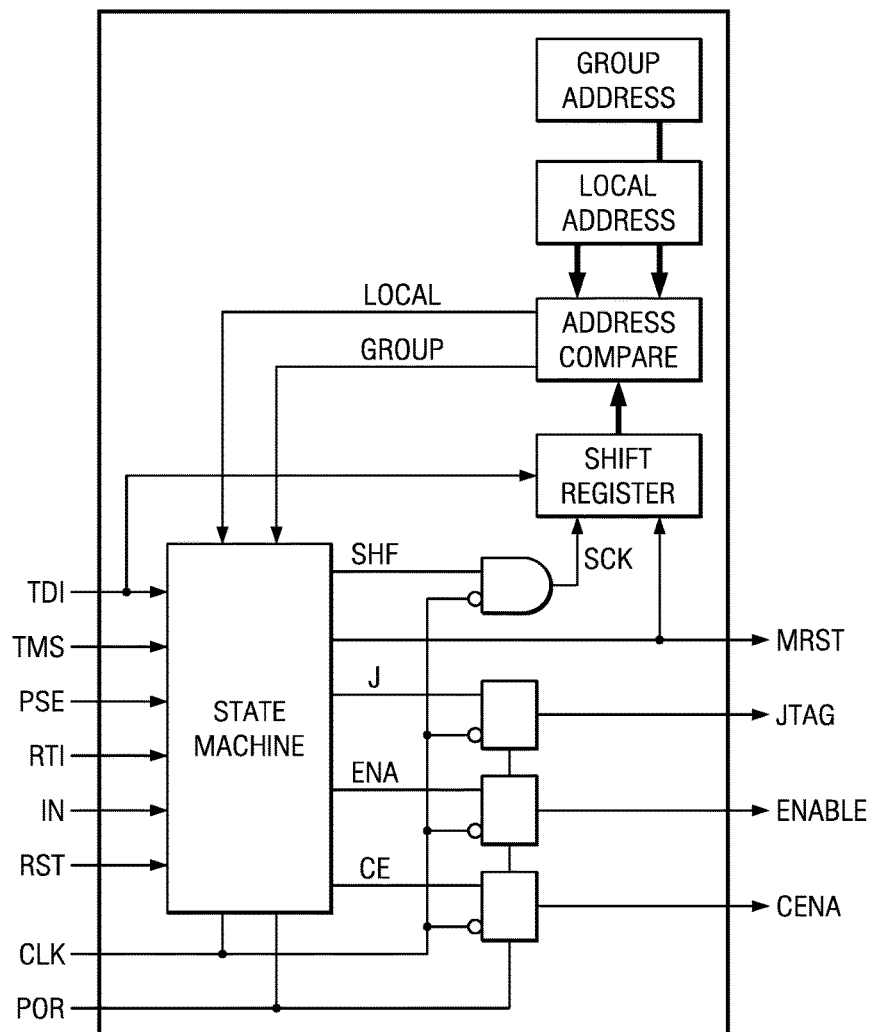 GROUP
ADDRESS
LOCAL
ADDRESS
LOCAL
ADDRESS
COMPARE
GROUP
SHIFT
REGISTER
SHF
SCK
TDI
TMS
MRST
J
PSE
STATE
MACHINE
JTAG
RTI
ENA
IN
ENABLE
RST
CE
CENA
CLK
POR